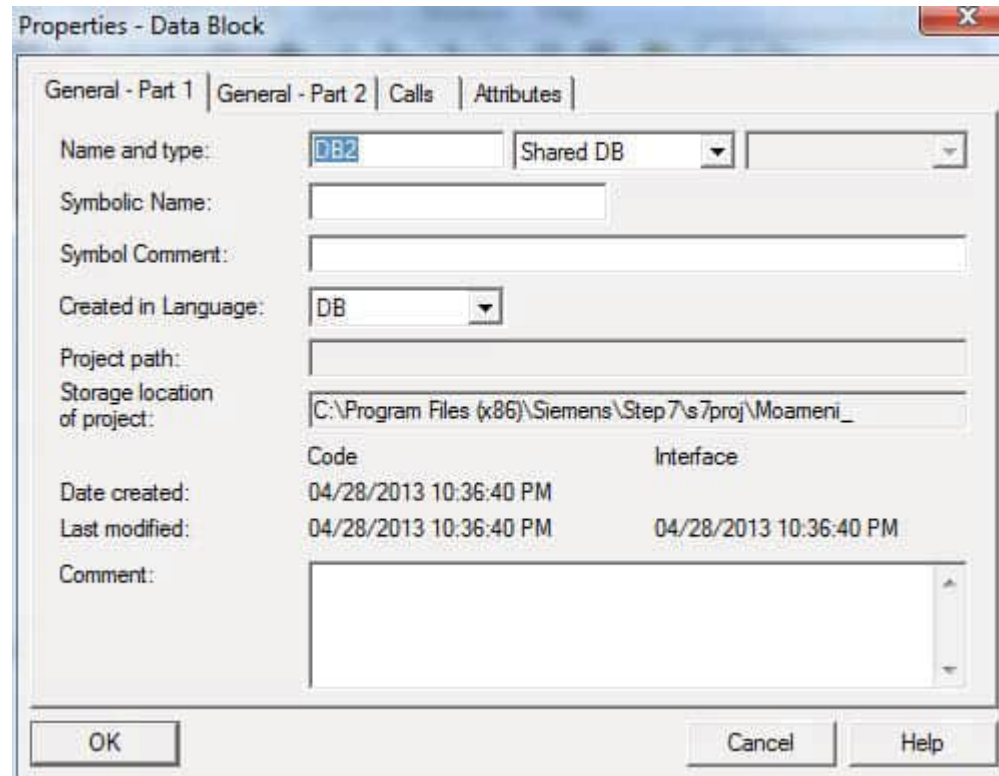 Properties - Data Block
General - Part 1 General - Part 2 Calls Attributes
Name and type: DB2 Shared DB
Symbolic Name:
Symbol Comment:
Created in Language: DB
Project path:
Storage location
of project: C:\Program Files (x86)\Siemens\Step7\s7proj\Moameni_
Code Interface
Date created: 04/28/2013 10:36:40 PM
Last modified: 04/28/2013 10:36:40 PM 04/28/2013 10:36:40 PM
Comment:
OK Cancel Help